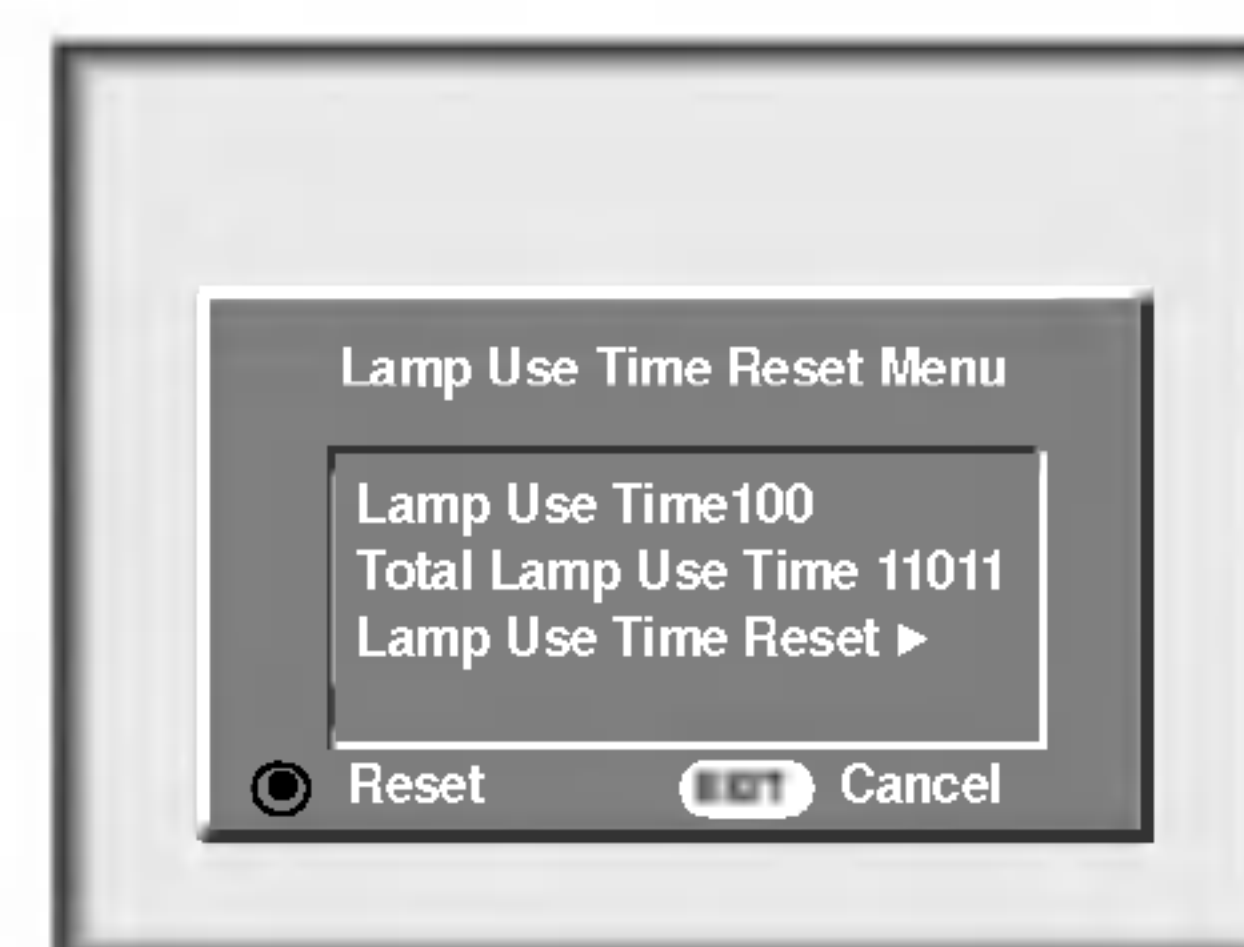 Lamp Use Time Reset Menu
Lamp Use Time100
Total Lamp Use Time 11011
Lamp Use Time Reset ▶
Reset EXIT Cancel